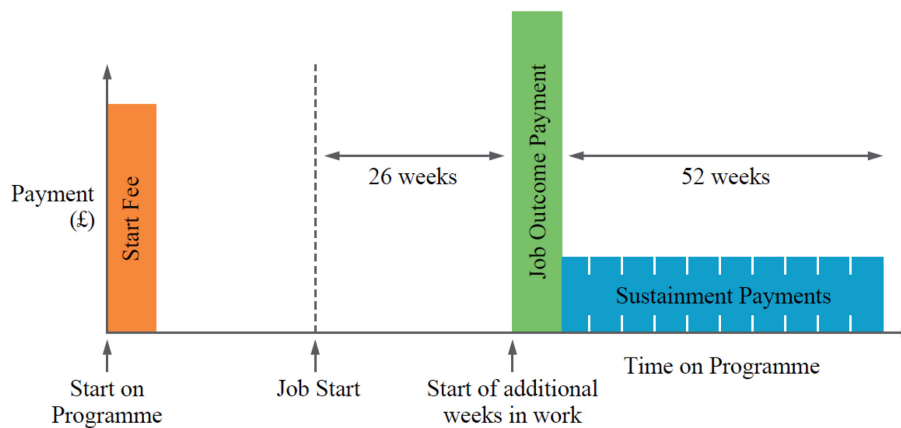 Payment
(£)
Start Fee
26 weeks
Job Outcome Payment
52 weeks
Sustainment Payments
Time on Programme
Start on
Programme
Job Start
Start of additional
weeks in work